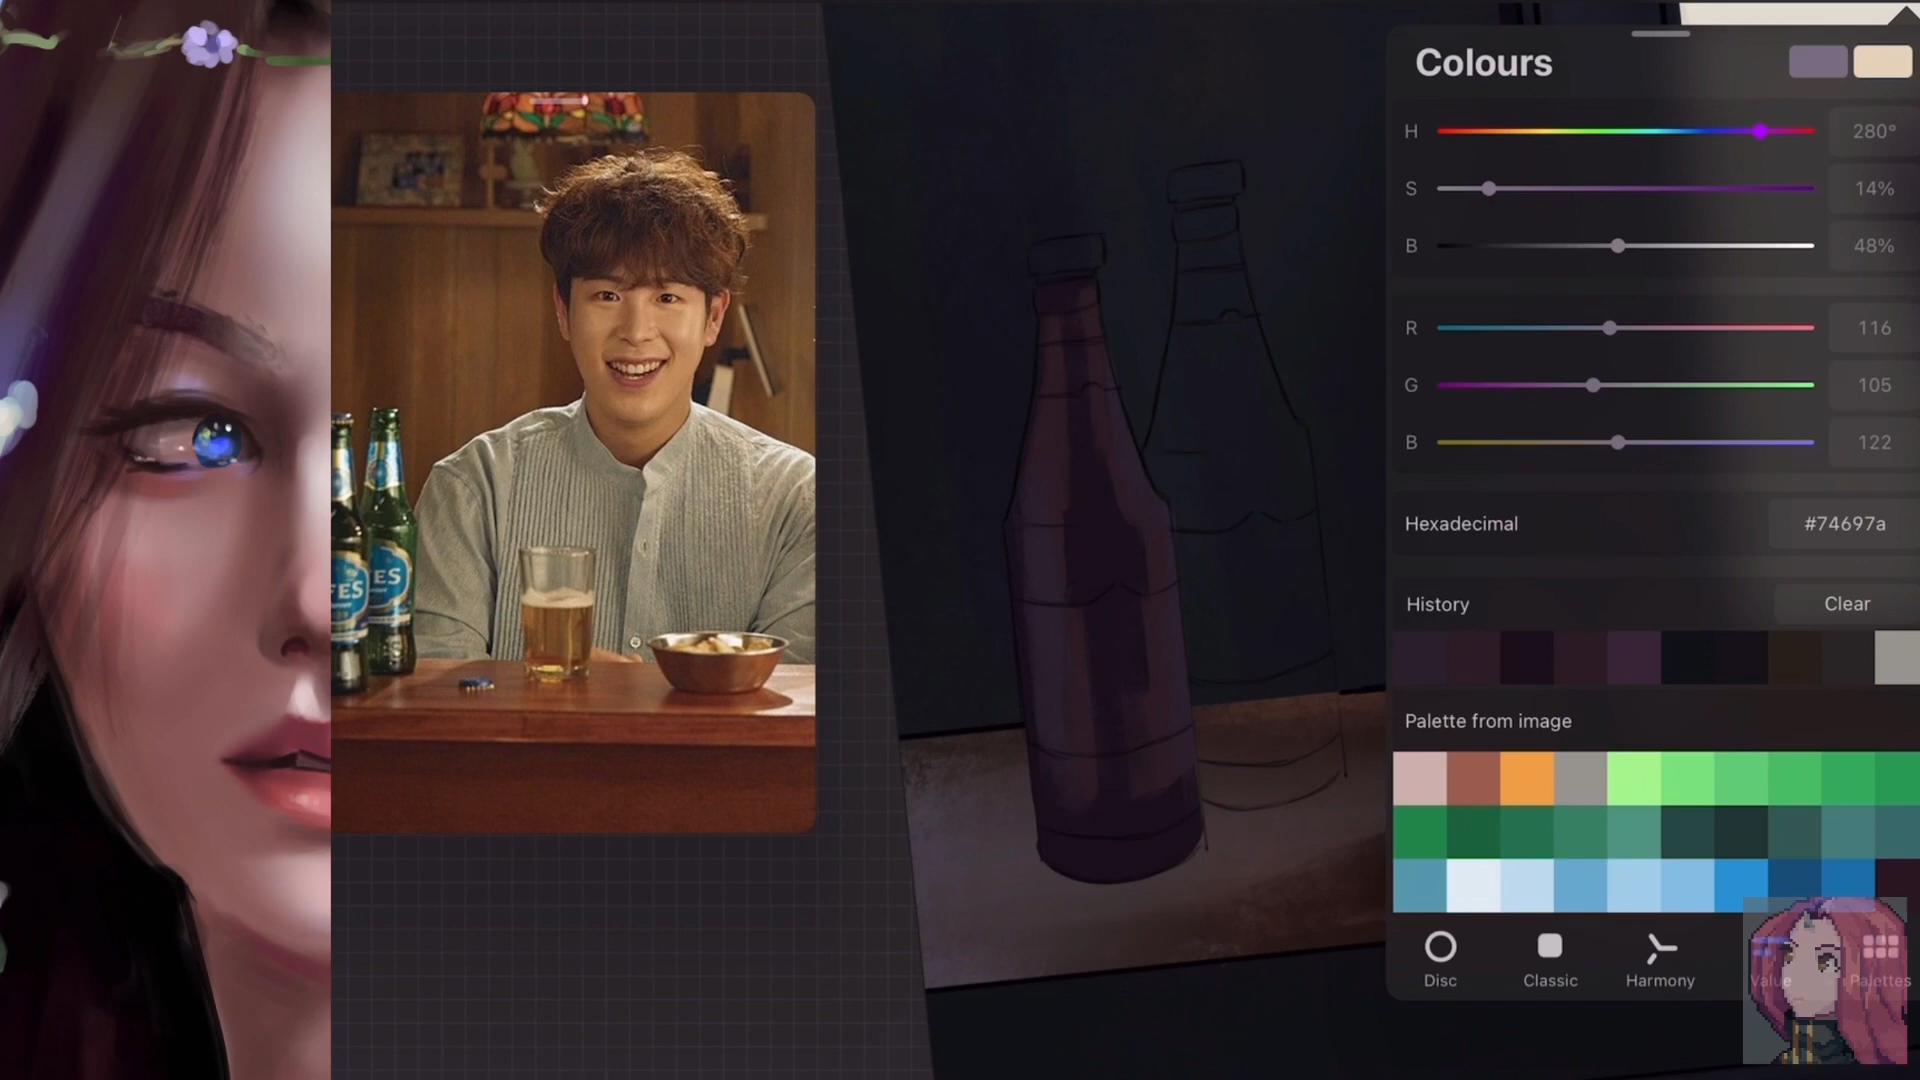 Colours
H 280°
S 14%
B 48%
R 116
G 105
B 122
Hexadecimal #74697a
History Clear
Palette from image
Disc Classic Harmony Value Palettes
FES
ES